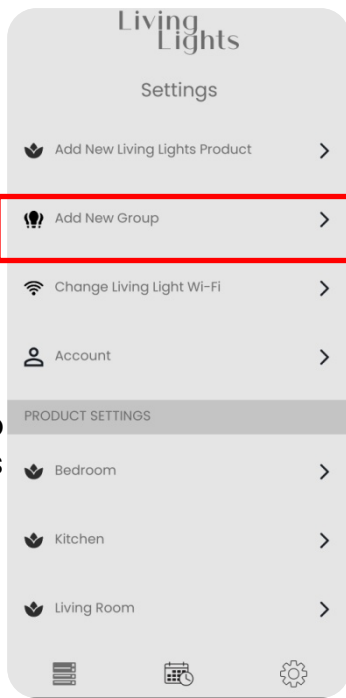 Living
Lights
Settings
Add New Living Lights Product
Add New Group
Change Living Light Wi-Fi
Account
PRODUCT SETTINGS
Bedroom
Kitchen
Living Room